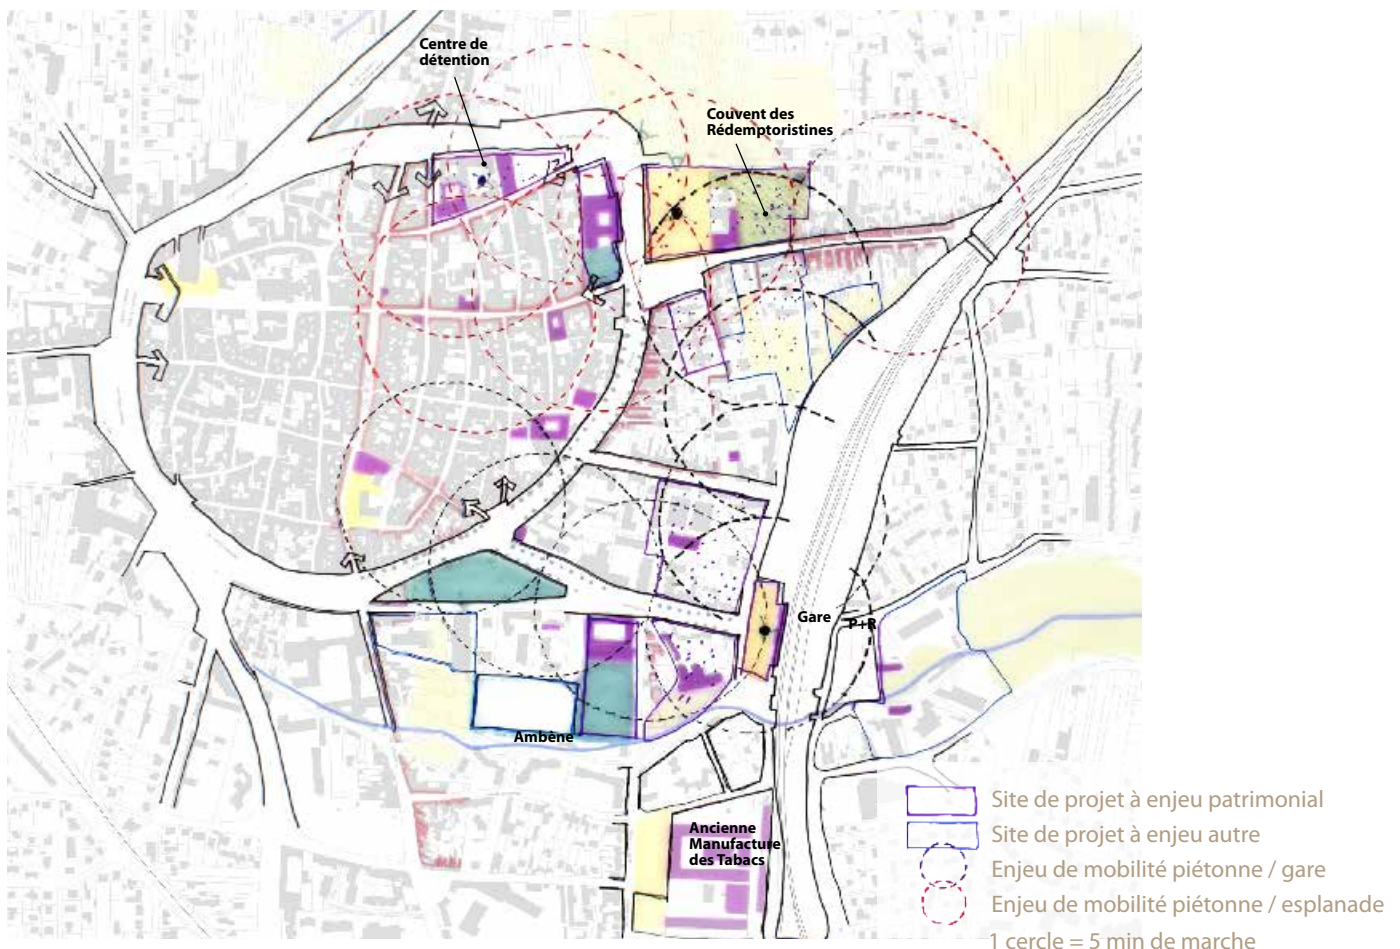 Centre de
détention
Couvent des
Rédemptoristines
Gare
P+R
Ambène
Ancienne
Manufacture
des Tabacs
Site de projet à enjeu patrimonial
Site de projet à enjeu autre
Enjeu de mobilité piétonne / gare
Enjeu de mobilité piétonne / esplanade
1 cercle = 5 min de marche